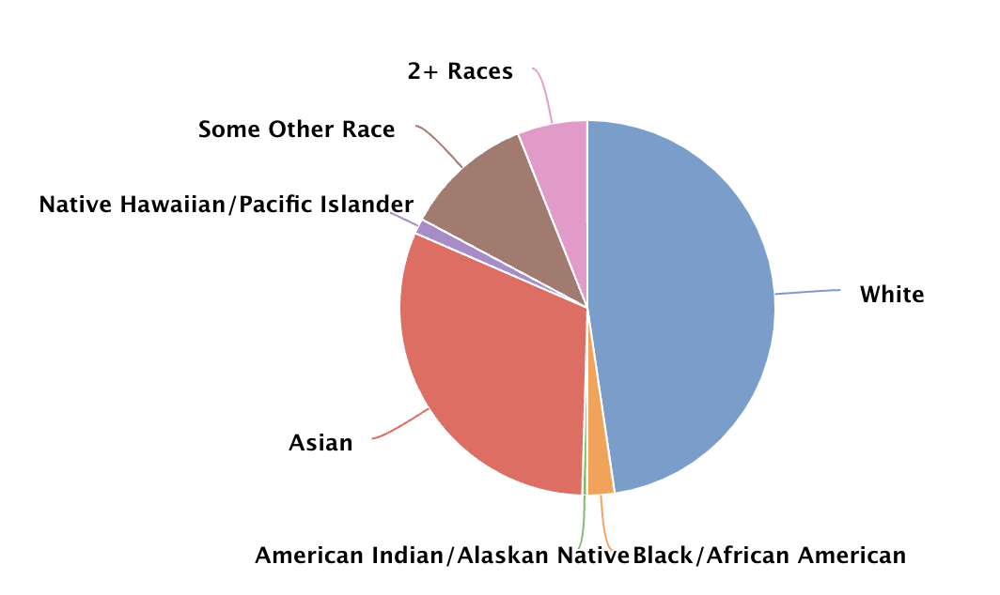 2+ Races
Some Other Race
Native Hawaiian/Pacific Islander
White
Asian
American Indian/Alaskan Native
Black/African American